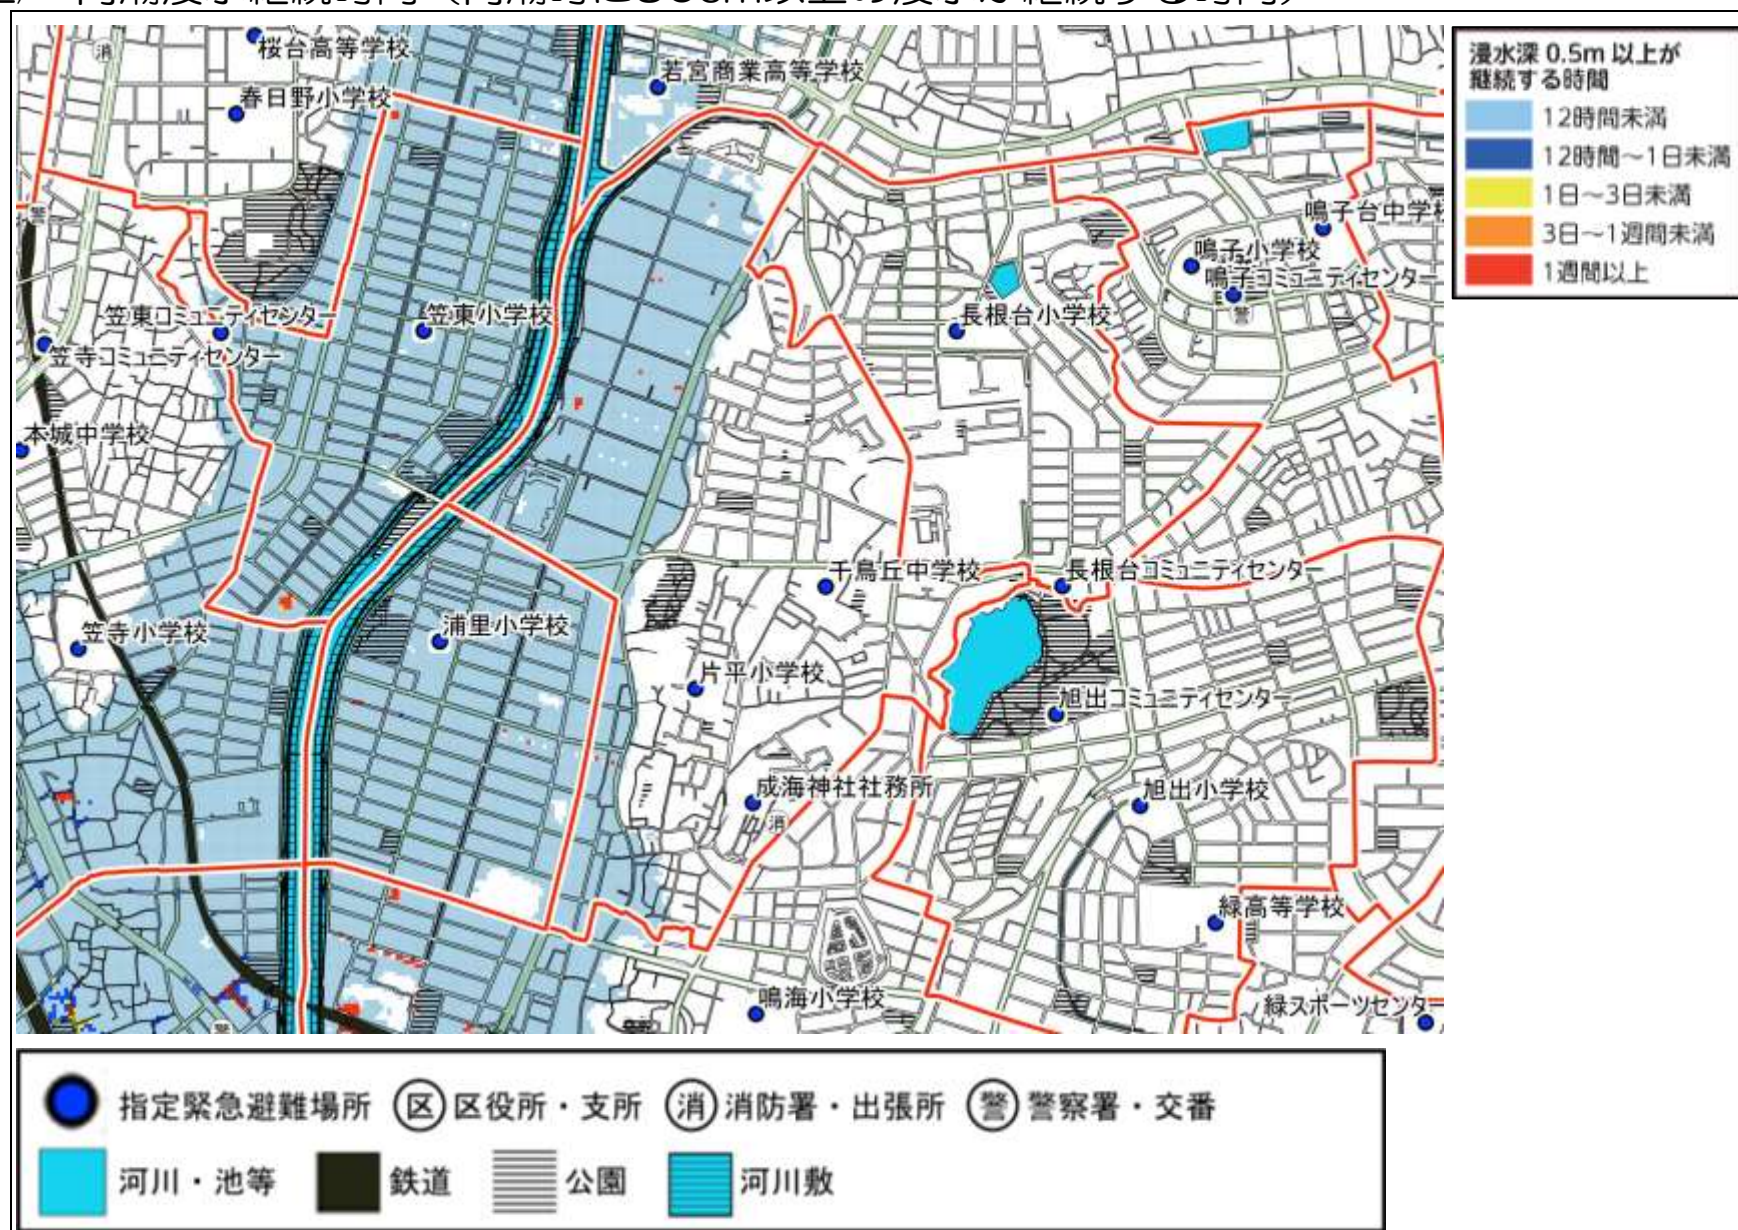 消
桜台高等学校
若宮商業高等学校
春日野小学校
警
鳴子台中学校
鳴子小学校
鳴子コミュニティセンター
警
笠東コミュニティセンター
笠東小学校
長根台小学校
笠寺コミュニティセンター
本城中学校
千鳥丘中学校
長根台コミュニティセンター
笠寺小学校
浦里小学校
片平小学校
旭出コミュニティセンター
成海神社社務所
消
旭出小学校
緑高等学校
鳴海小学校
緑スポーツセンター
警
浸水深 0.5m 以上が
継続する時間
12時間未満
12時間～1日未満
1日～3日未満
3日～1週間未満
1週間以上
指定緊急避難場所 区 区役所・支所 消 消防署・出張所 警 警察署・交番
河川・池等 鉄道 公園 河川敷